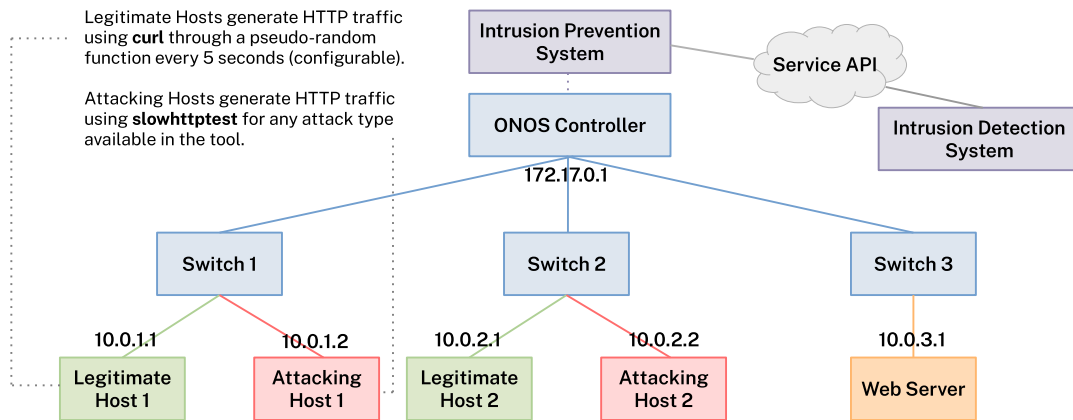 Legitimate Hosts generate HTTP traffic
using curl through a pseudo-random
function every 5 seconds (configurable).
Attacking Hosts generate HTTP traffic
using slowhttptest for any attack type
available in the tool.
Intrusion Prevention
System
Service API
ONOS Controller
Intrusion Detection
System
172.17.0.1
Switch 1
Switch 2
Switch 3
10.0.1.1
10.0.1.2
10.0.2.1
10.0.2.2
10.0.3.1
Legitimate
Host 1
Attacking
Host 1
Legitimate
Host 2
Attacking
Host 2
Web Server